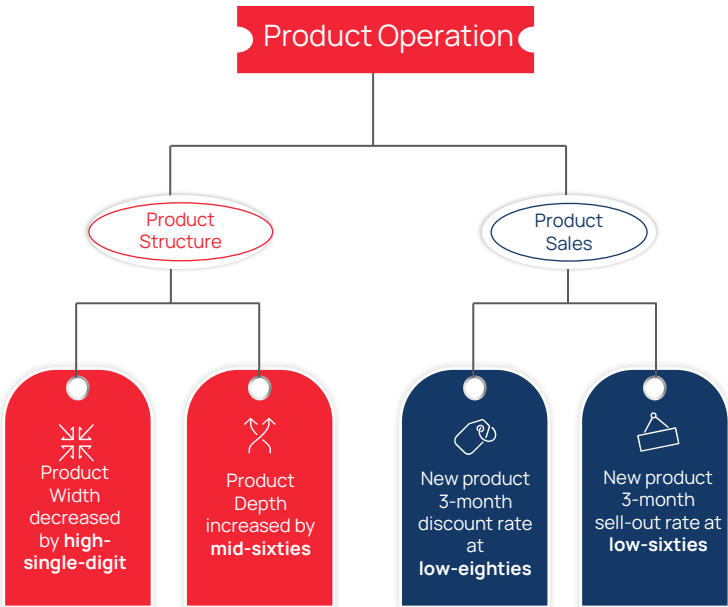 Product Operation
Product
Structure
Product
Sales
Product
Width
decreased
by high-
single-digit
Product
Depth
increased by
mid-sixties
New product
3-month
discount rate
at
low-eighties
New product
3-month
sell-out rate at
low-sixties